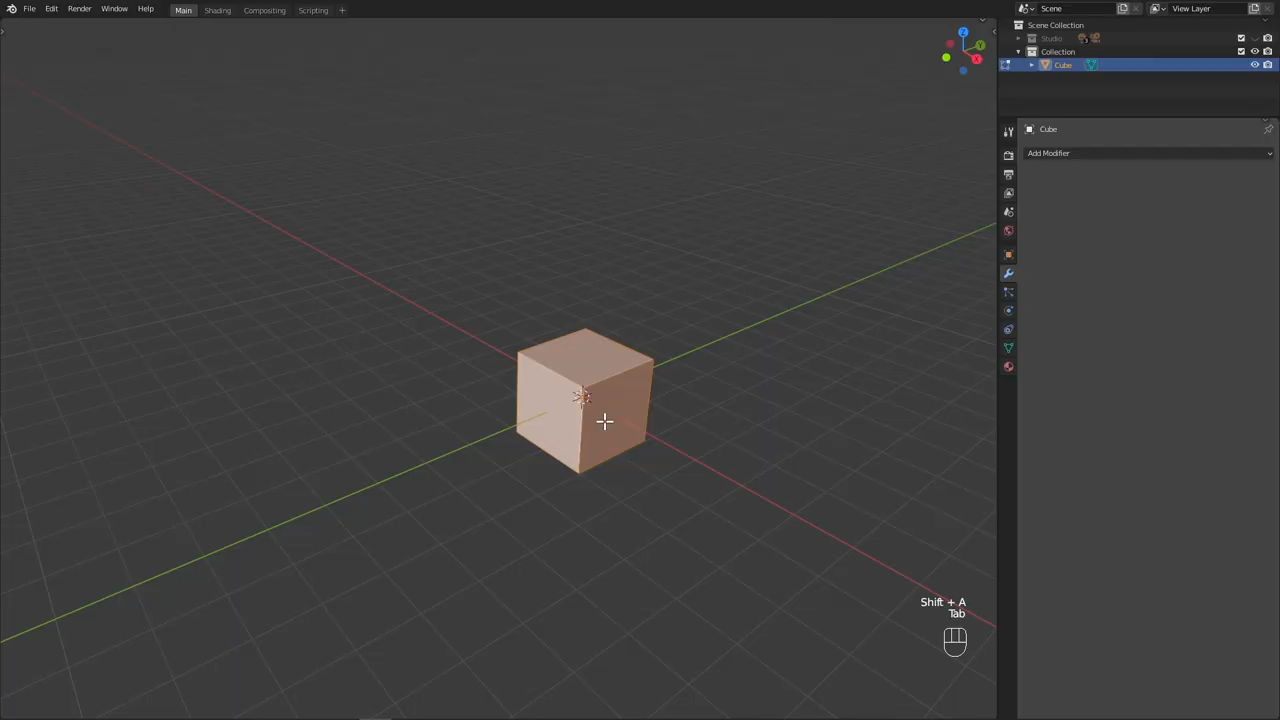 File Edit Render Window Help Main Shading Compositing Scripting + Scene View Layer
Scene Collection
Studio
Collection
Cube
Cube
Add Modifier
Z
Y
X
Shift + A
Tab